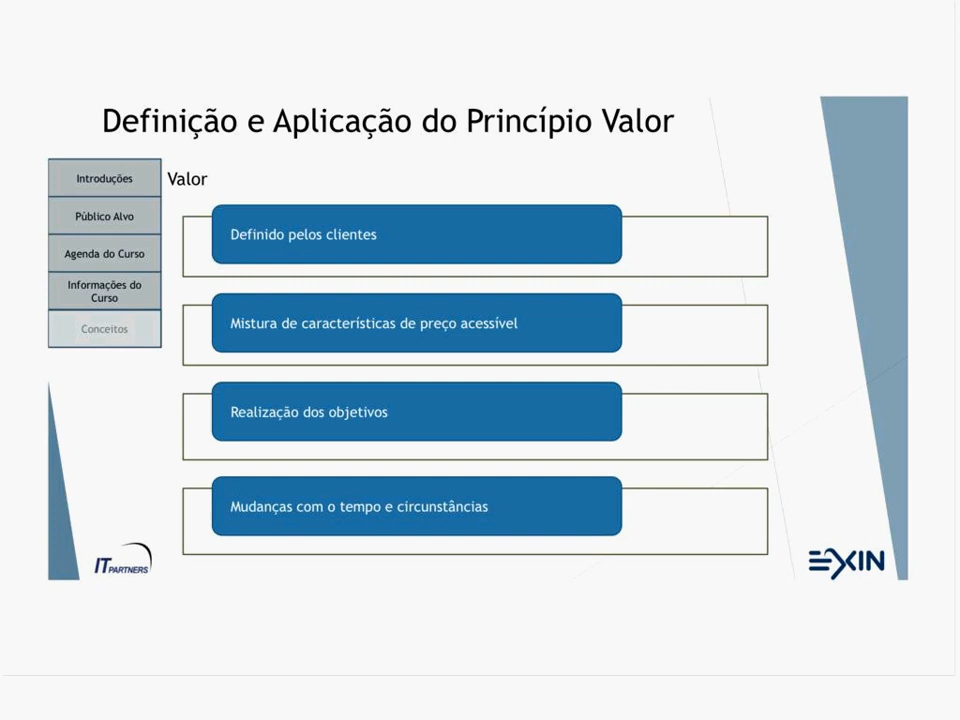 Definição e Aplicação do Princípio Valor
Introduções
Público Alvo
Agenda do Curso
Informações do
Curso
Conceitos
Valor
Definido pelos clientes
Mistura de características de preço acessível
Realização dos objetivos
Mudanças com o tempo e circunstâncias
IT PARTNERS
EXIN